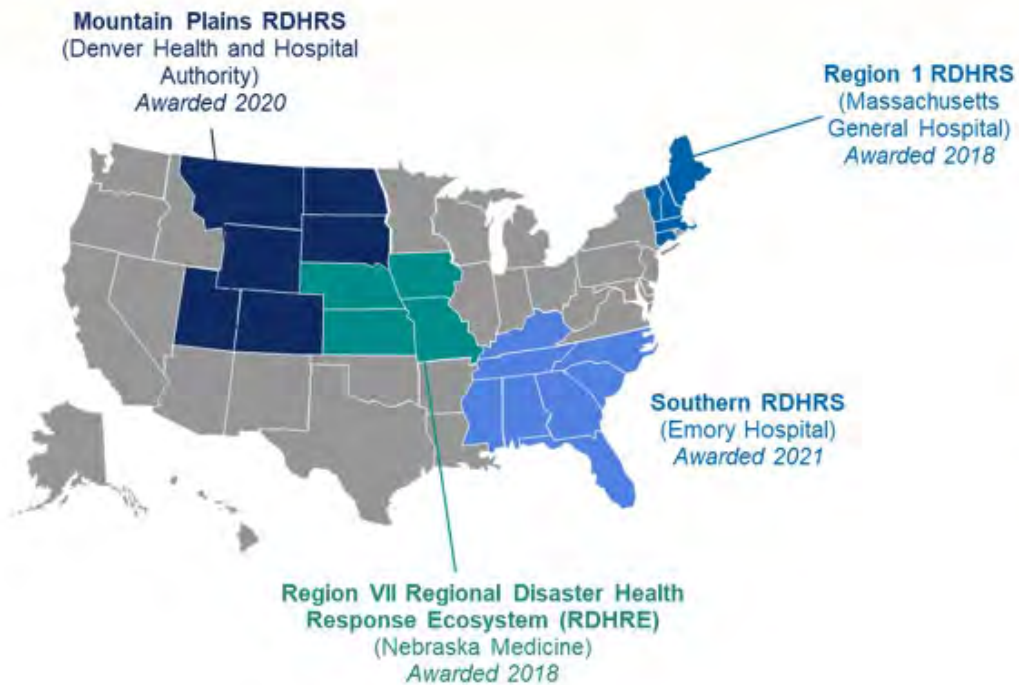 Mountain Plains RDHRS
(Denver Health and Hospital
Authority)
Awarded 2020
Region 1 RDHRS
(Massachusetts
General Hospital)
Awarded 2018
Southern RDHRS
(Emory Hospital)
Awarded 2021
Region VII Regional Disaster Health
Response Ecosystem (RDHRE)
(Nebraska Medicine)
Awarded 2018